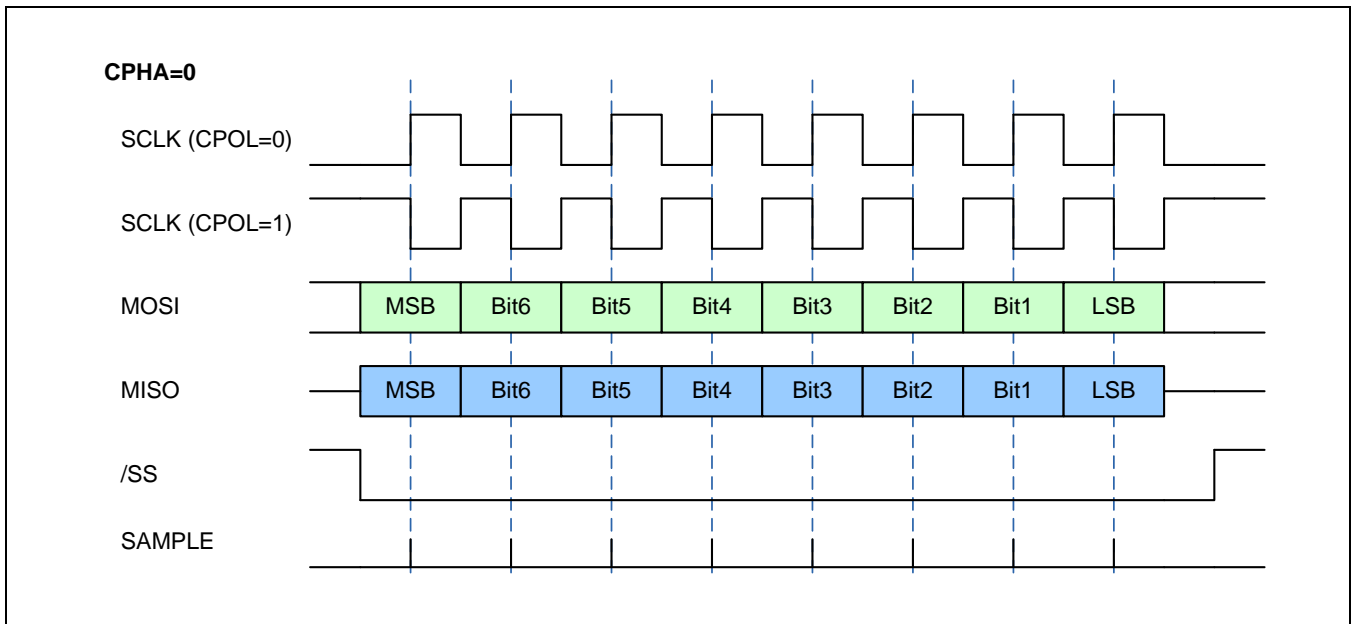 CPHA=0
SCLK (CPOL=0)
SCLK (CPOL=1)
MOSI MSB Bit6 Bit5 Bit4 Bit3 Bit2 Bit1 LSB
MISO MSB Bit6 Bit5 Bit4 Bit3 Bit2 Bit1 LSB
/SS
SAMPLE